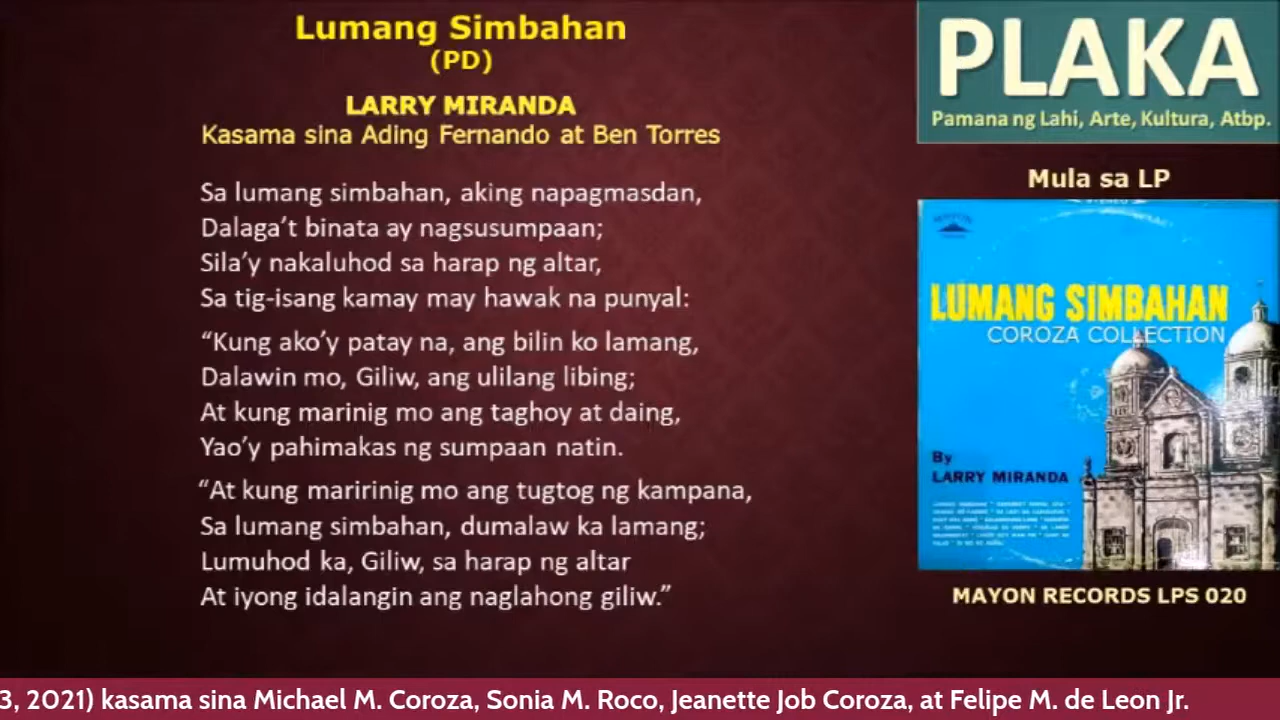 Lumang Simbahan
(PD)
LARRY MIRANDA
Kasama sina Ading Fernando at Ben Torres
Sa lumang simbahan, aking napagmasdan,
Dalaga’t binata ay nagsusumpaan;
Sila’y nakaluhod sa harap ng altar,
Sa tig-isang kamay may hawak na punyal:
“Kung ako’y patay na, ang bilin ko lamang,
Dalawin mo, Giliw, ang ulilang libing;
At kung marinig mo ang taghoy at daing,
Yao’y pahimakas ng sumpaan natin.
“At kung maririnig mo ang tugtog ng kampana,
Sa lumang simbahan, dumalaw ka lamang;
Lumuhod ka, Giliw, sa harap ng altar
At iyong idalangin ang naglahong giliw.”
PLAKA
Pamana ng Lahi, Arte, Kultura, Atbp.
Mula sa LP
STEREO
MAYON
LUMANG SIMBAHAN
COROZA COLLECTION
By
LARRY MIRANDA
MAYON RECORDS LPS 020
3, 2021) kasama sina Michael M. Coroza, Sonia M. Roco, Jeanette Job Coroza, at Felipe M. de Leon Jr.